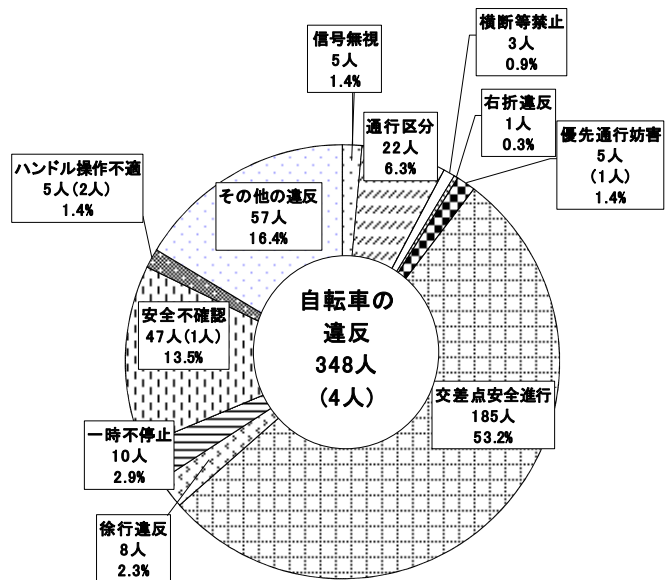 信号無視
5人
1.4%
通行区分
22人
6.3%
横断等禁止
3人
0.9%
右折違反
1人
0.3%
優先通行妨害
5人
(1人)
1.4%
交差点安全進行
185人
53.2%
徐行違反
8人
2.3%
一時不停止
10人
2.9%
安全不確認
47人(1人)
13.5%
ハンドル操作不適
5人(2人)
1.4%
その他の違反
57人
16.4%
自転車の
違反
348人
(4人)